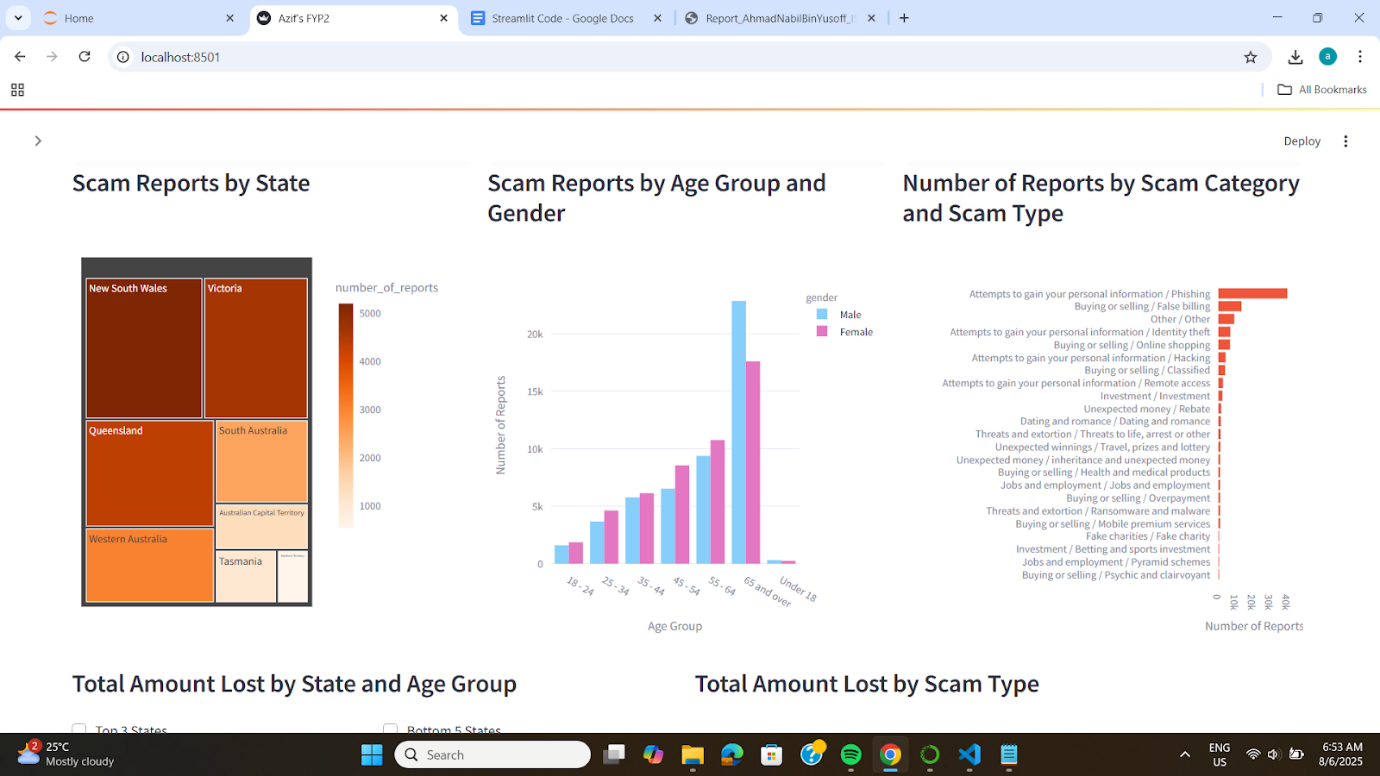 Home
Azif's FYP2
Streamlit Code - Google Docs
Report_AhmadNabilBinYusoff_I
localhost:8501
a
All Bookmarks
Deploy
Scam Reports by State
New South Wales
Victoria
Queensland
South Australia
Australian Capital Territory
Western Australia
Tasmania
number_of_reports
5000
4000
3000
2000
1000
Scam Reports by Age Group and
Gender
gender
Male
Female
Number of Reports
20k
15k
10k
5k
0
18 - 24
25 - 34
35 - 44
45 - 54
55 - 64
65 and over
Under 18
Age Group
Number of Reports by Scam Category
and Scam Type
Attempts to gain your personal information / Phishing
Buying or selling / False billing
Other / Other
Attempts to gain your personal information / Identity theft
Buying or selling / Online shopping
Attempts to gain your personal information / Hacking
Buying or selling / Classified
Attempts to gain your personal information / Remote access
Investment / Investment
Unexpected money / Rebate
Dating and romance / Dating and romance
Threats and extortion / Threats to life, arrest or other
Unexpected winnings / Travel, prizes and lottery
Unexpected money / inheritance and unexpected money
Buying or selling / Health and medical products
Jobs and employment / Jobs and employment
Buying or selling / Overpayment
Threats and extortion / Ransomware and malware
Buying or selling / Mobile premium services
Fake charities / Fake charity
Investment / Betting and sports investment
Jobs and employment / Pyramid schemes
Buying or selling / Psychic and clairvoyant
0
10k
20k
30k
40k
Number of Reports
Total Amount Lost by State and Age Group
Total Amount Lost by Scam Type
Top 3 States
Bottom 5 States
2
25°C
Mostly cloudy
Search
ENG
US
6:53 AM
8/6/2025